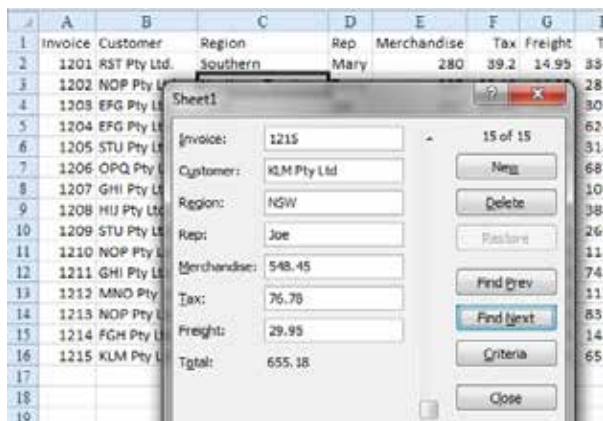 A B C D E F G
1 Invoice Customer Region Rep Merchandise Tax Freight
2 1201 RST Pty Ltd. Southern Mary 280 39.2 14.95
3 1202 NOP Pty
4 1203 EFG Pty
5 1204 EFG Pty
6 1205 STU Pty
7 1206 OPQ Pty
8 1207 GHI Pty
9 1208 HIJ Pty
10 1209 STU Pty
11 1210 NOP Pty
12 1211 GHI Pty
13 1212 MNO Pty
14 1213 NOP Pty
15 1214 FGH Pty
16 1215 KLM Pty
17
18
19
Sheet1
Invoice: 1215 15 of 15
Customer: KLM Pty Ltd New
Region: NSW Delete
Rep: Joe Restore
Merchandise: 548.45 Find Prev
Tax: 76.78 Find Next
Freight: 29.95 Criteria
Total: 655.18 Close